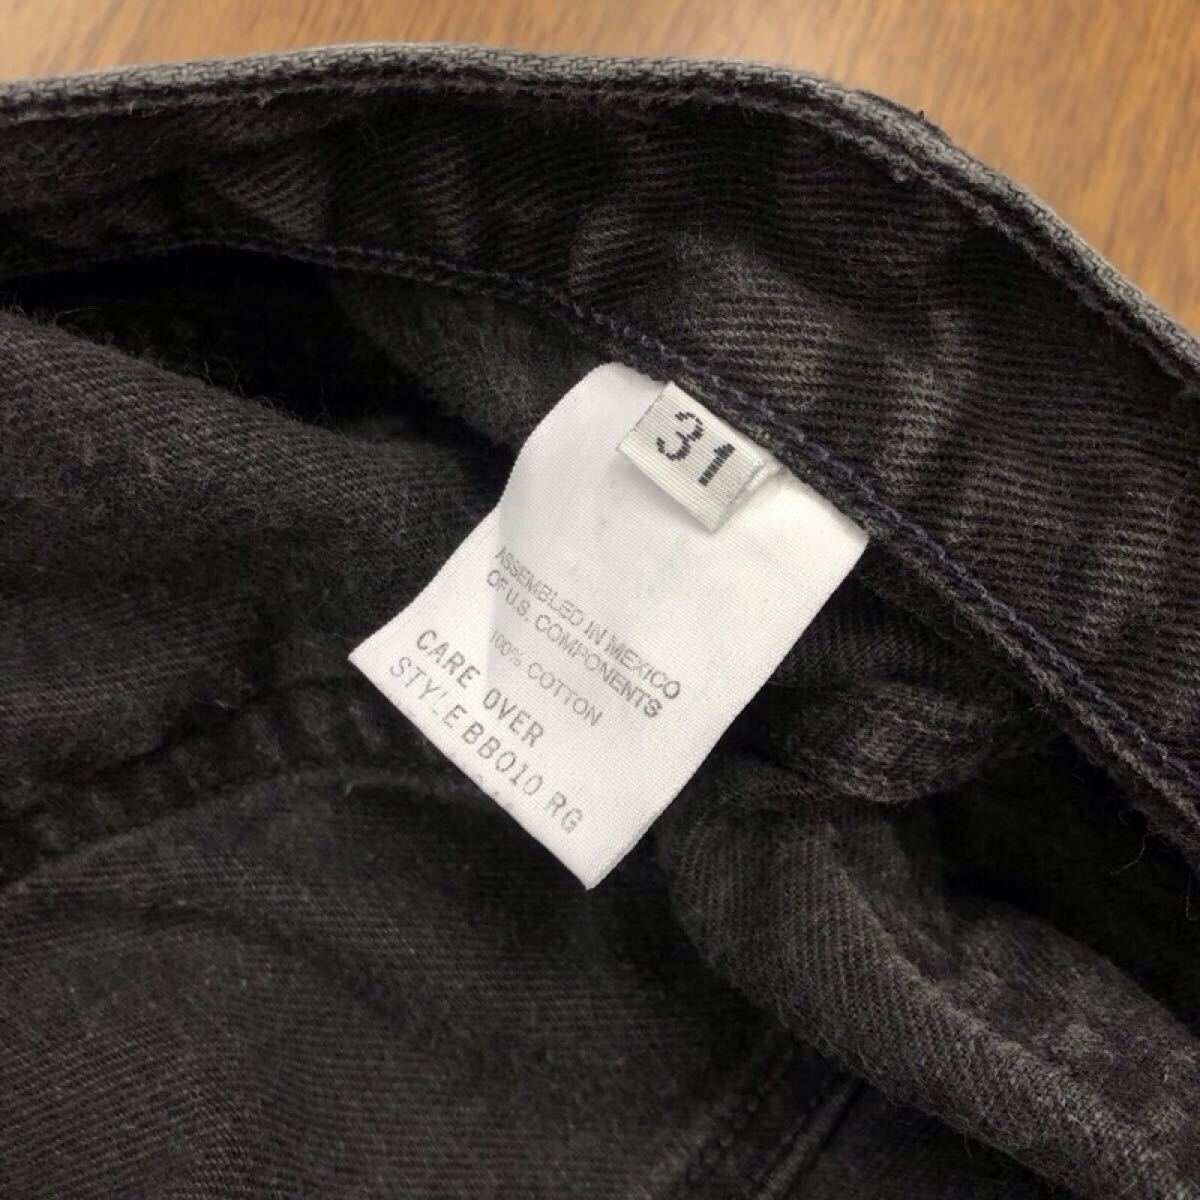 31
ASSEMBLED IN MEXICO
OF U.S. COMPONENTS
100% COTTON
CARE OVER
STYLE BB010 RG